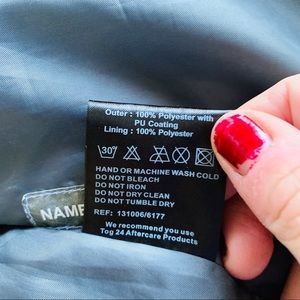 Outer : 100% Polyester with
PU Coating
Lining : 100% Polyester
30°
HAND OR MACHINE WASH COLD
DO NOT BLEACH
DO NOT IRON
DO NOT DRY CLEAN
DO NOT TUMBLE DRY
REF: 131006/6177
We recommend you use
Tog 24 Aftercare Products
NAME